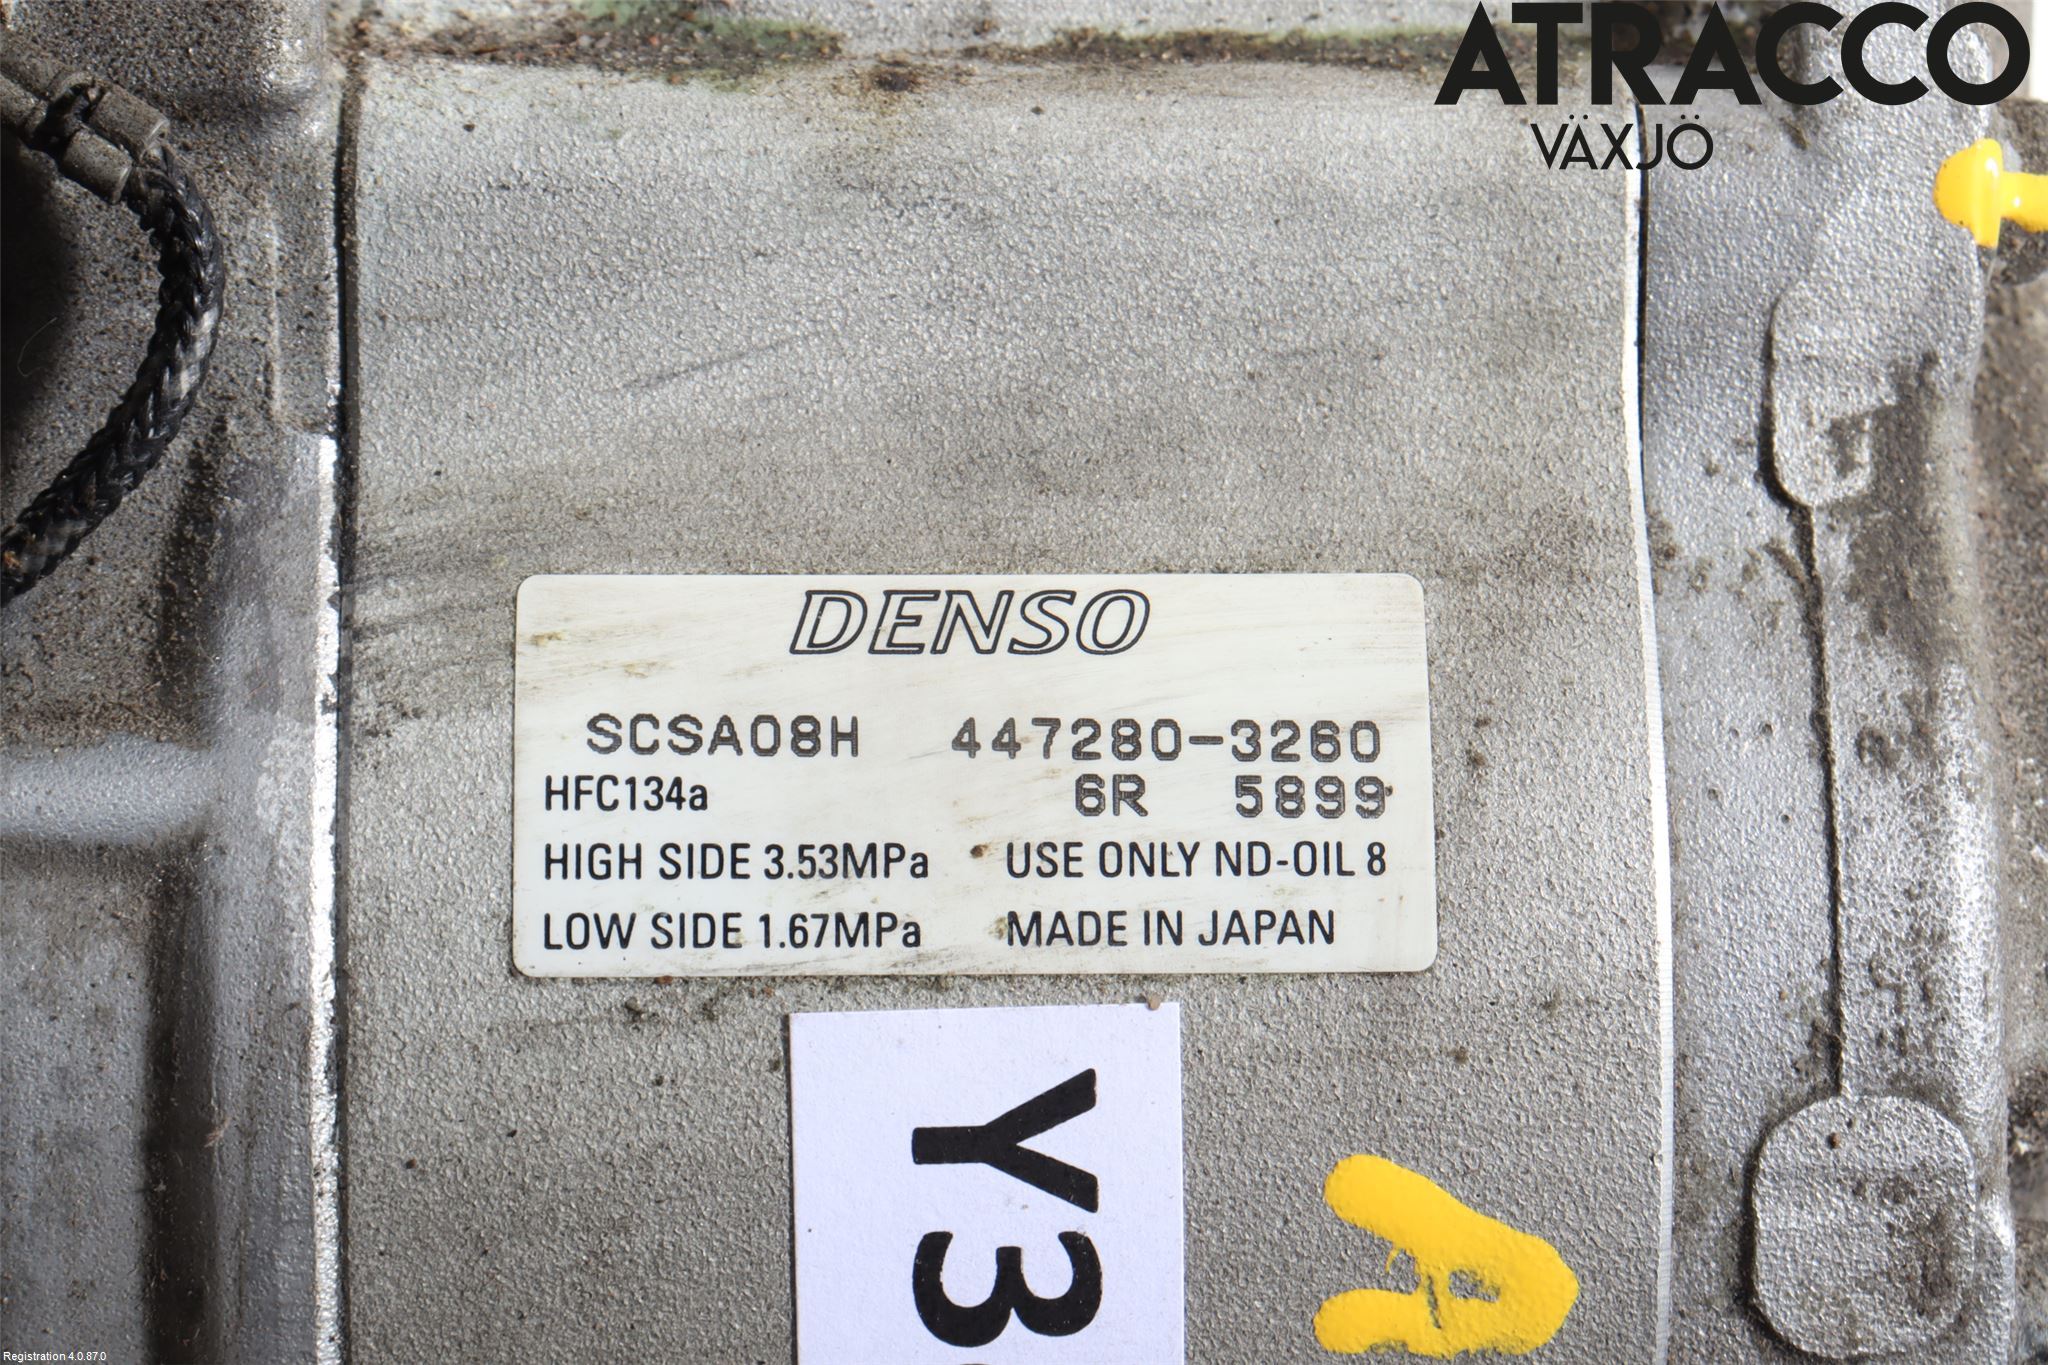 ATRACCO
VÄXJÖ
DENSO
SCSA08H 447280-3260
HFC134a 6R 5899
HIGH SIDE 3.53MPa USE ONLY ND-OIL 8
LOW SIDE 1.67MPa MADE IN JAPAN
Y3
A
Registration 4.0.87.0